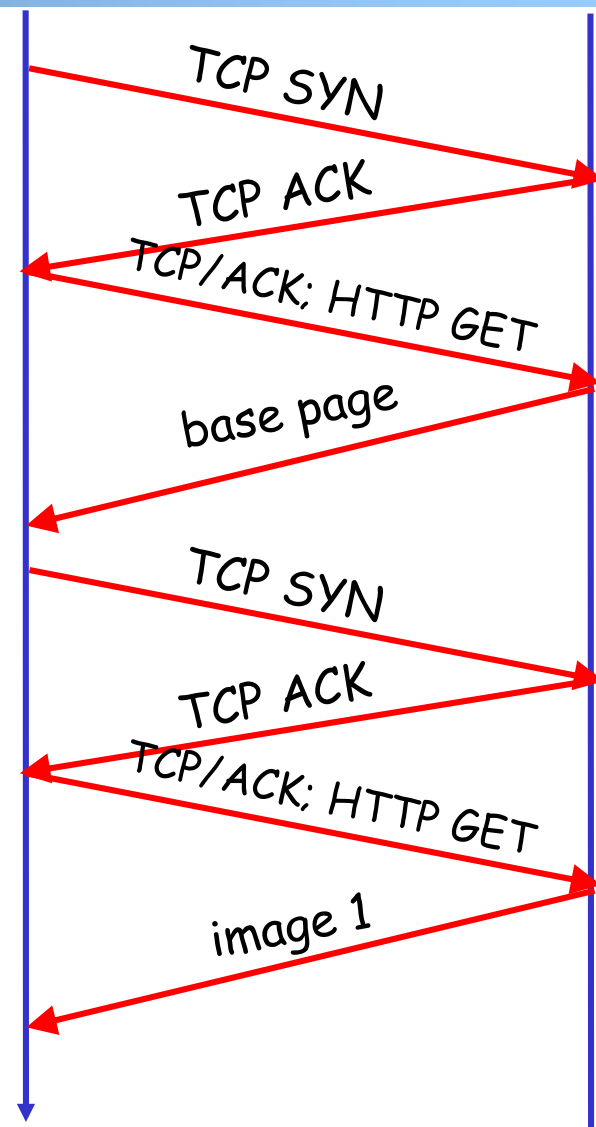 TCP SYN
TCP ACK
TCP/ACK; HTTP GET
base page
TCP SYN
TCP ACK
TCP/ACK; HTTP GET
image 1